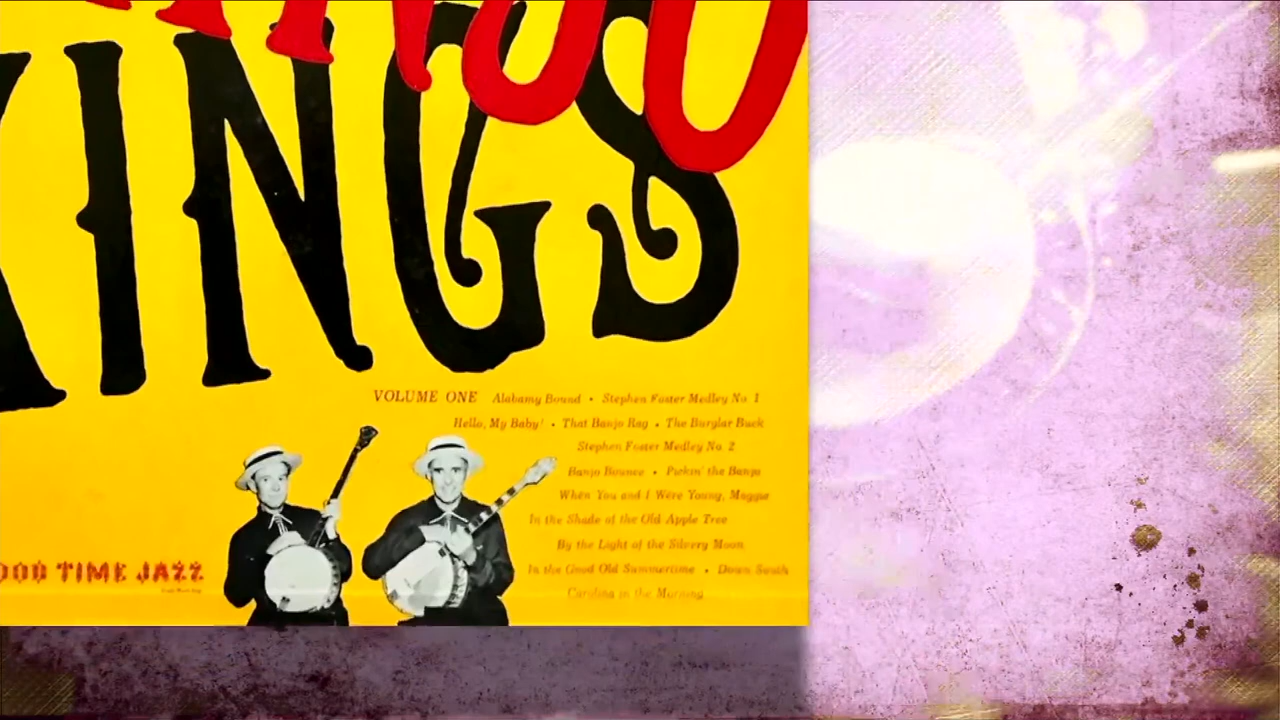 KINGS
VOLUME ONE Alabamy Bound • Stephen Foster Medley No. 1
Hello, My Baby! • That Banjo Rag • The Burglar Buck
Stephen Foster Medley No. 2
Banjo Bounce • Pickin' the Banjo
When You and I Were Young, Maggie
In the Shade of the Old Apple Tree
By the Light of the Silvery Moon
In the Good Old Summertime • Down South
Carolina in the Morning
OOD TIME JAZZ